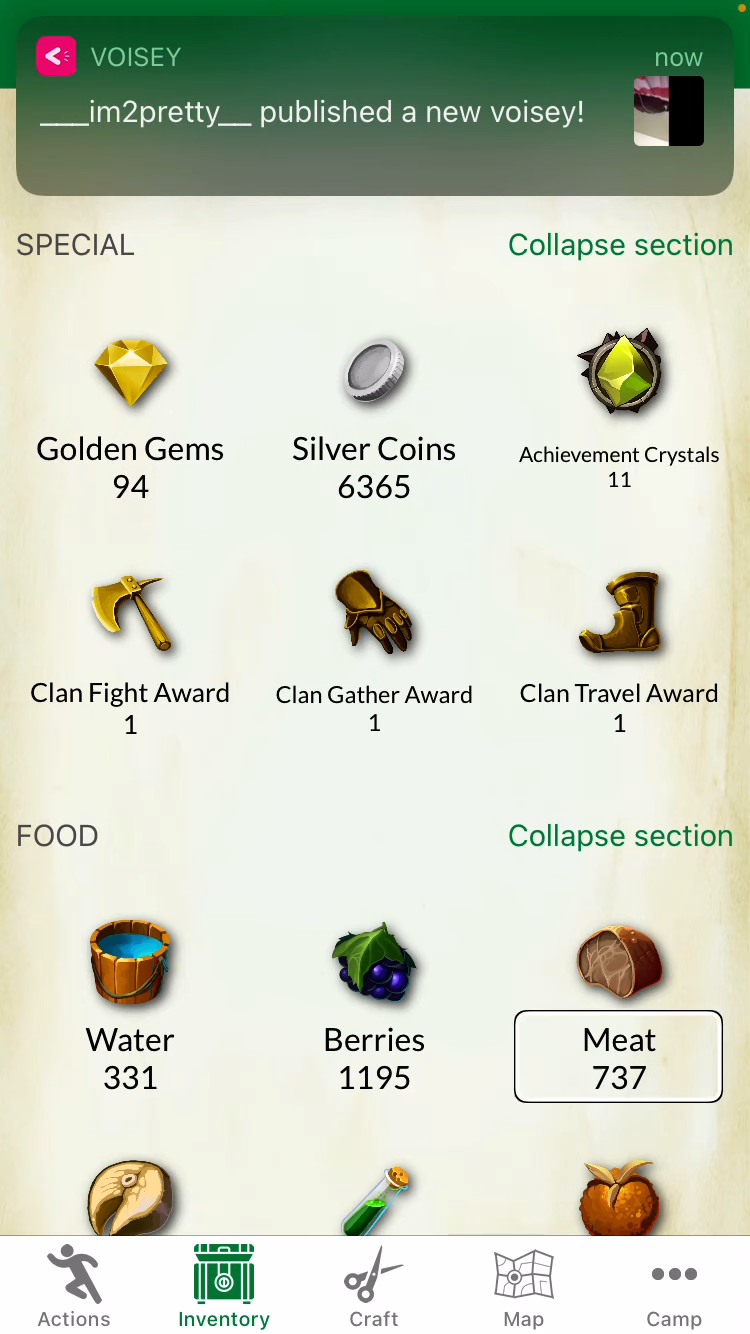 VOISEY
now
___im2pretty__ published a new voisey!
SPECIAL
Collapse section
Golden Gems
94
Silver Coins
6365
Achievement Crystals
11
Clan Fight Award
1
Clan Gather Award
1
Clan Travel Award
1
FOOD
Collapse section
Water
331
Berries
1195
Meat
737
Actions
Inventory
Craft
Map
Camp